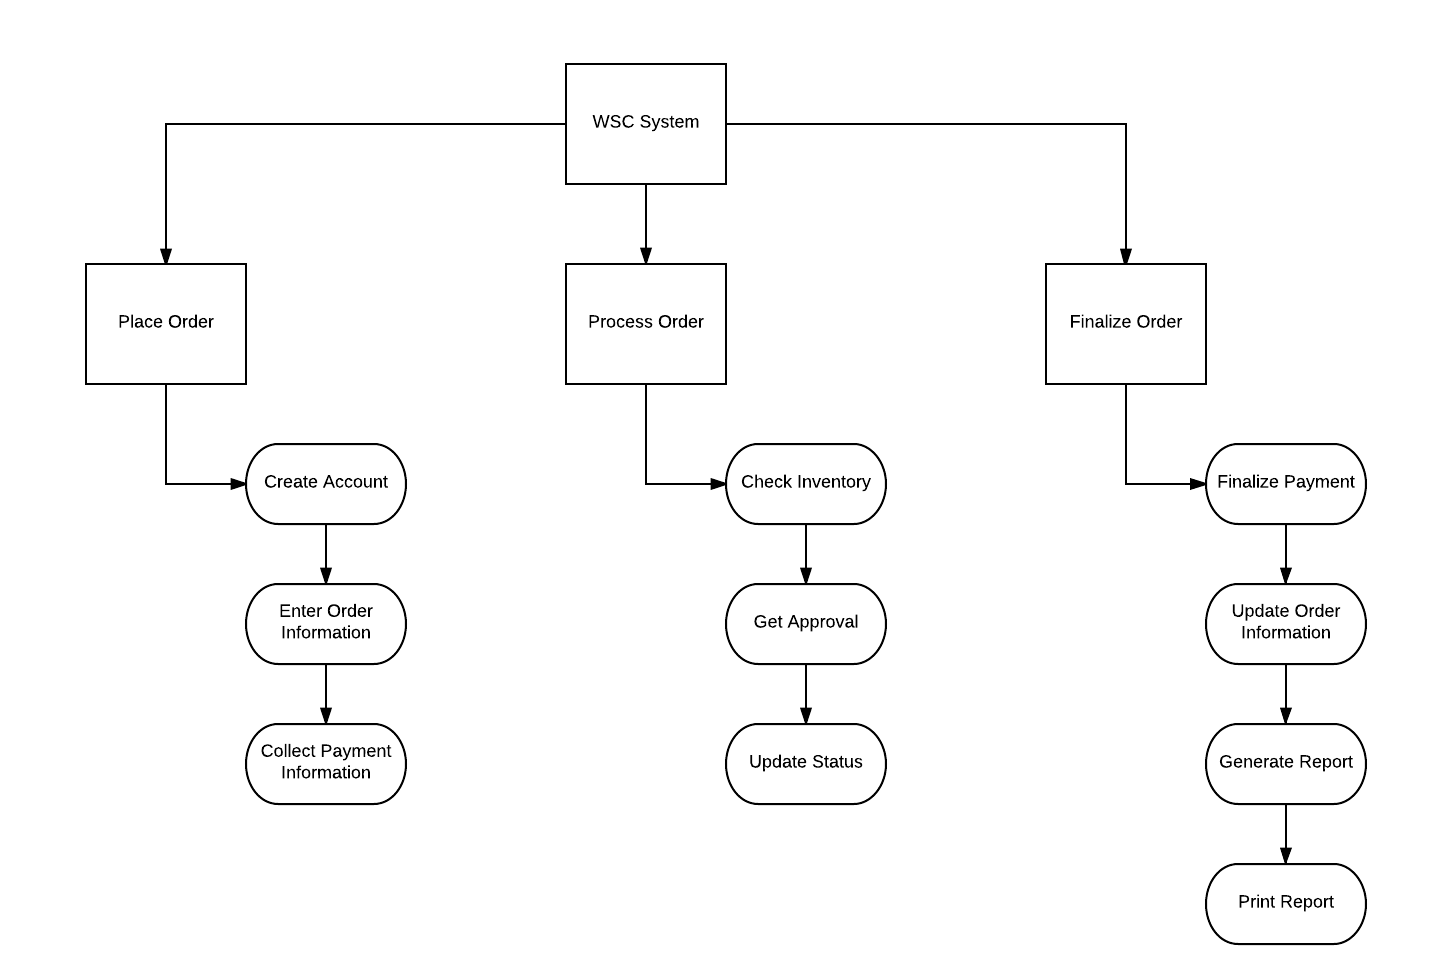 WSC System
Place Order
Process Order
Finalize Order
Create Account
Check Inventory
Finalize Payment
Enter Order
Information
Get Approval
Update Order
Information
Collect Payment
Information
Update Status
Generate Report
Print Report